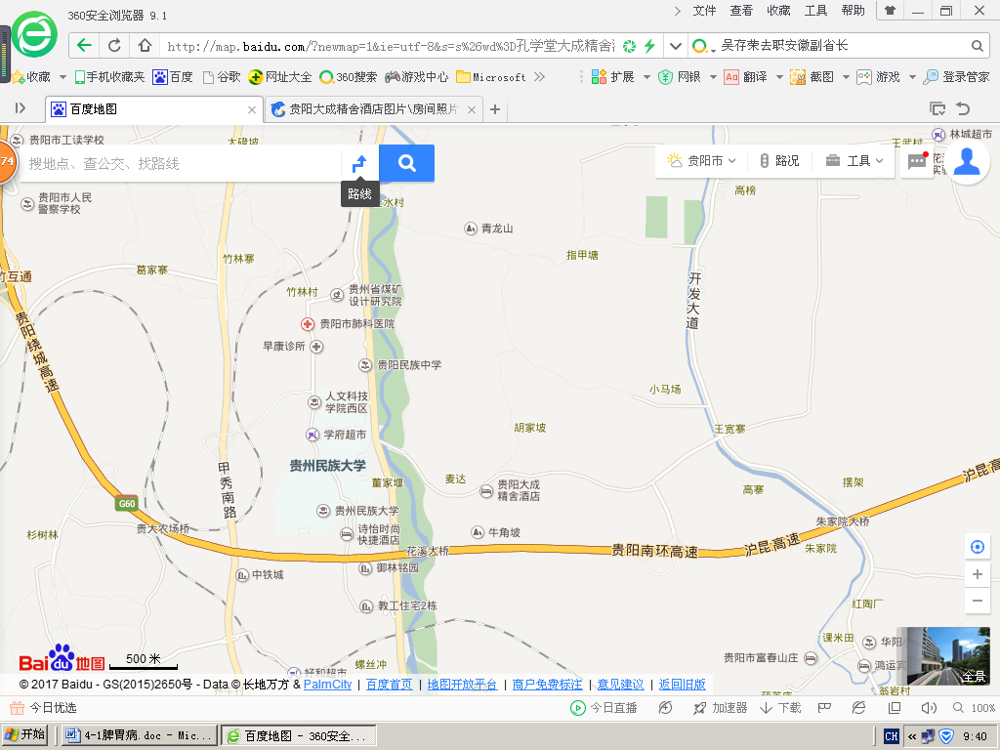 360安全浏览器 9.1
文件 查看 收藏 工具 帮助
http://map.baidu.com/?newmap=1&ie=utf-8&s=s%26wd%3D孔学堂大成精舍
吴存荣去职安徽副省长
收藏 手机收藏夹 百度 谷歌 网址大全 360搜索 游戏中心 Microsoft
扩展 网银 Aa 翻译 截图 游戏 登录管家
百度地图
贵阳大成精舍酒店图片\房间照片
74
搜地点、查公交、找路线
路线
贵阳市 路况 工具
贵阳市工读学校
大碑坡
王武村
林城超市
贵阳市人民
警察学校
高榜
水村
青龙山
竹林寨
指甲塘
葛家寨
竹互通
竹林村
贵州省煤矿
设计研究院
开发大道
贵阳绕城高速
贵阳市肺科医院
早康诊所
贵阳民族中学
小马场
人文科技
学院西区
学府超市
胡家坡
王宽寨
贵州民族大学
甲秀南路
董家堰
麦达
贵阳大成
精舍酒店
高寨
摆架
沪昆高
G60
贵州民族大学
贵大农场桥
杉树林
诗怡时尚
快捷酒店
牛角坡
朱家院大桥
花溪大桥
贵阳南环高速
沪昆高速
朱家院
中铁城
御林铭园
红陶厂
教工住宅2栋
课米田
华阳
贵阳市富春山庄
鸿运宾
螺丝冲
好和超市
翁岩村
全景
Bai du 地图
500 米
© 2017 Baidu - GS(2015)2650号 - Data © 长地万方 & PalmCity | 百度首页 | 地图开放平台 | 商户免费标注 | 意见建议 | 返回旧版
今日优选
今日直播 加速器 下载 100%
开始
4-1脾胃病.doc - Mic...
百度地图 - 360安全...
CH
9:40